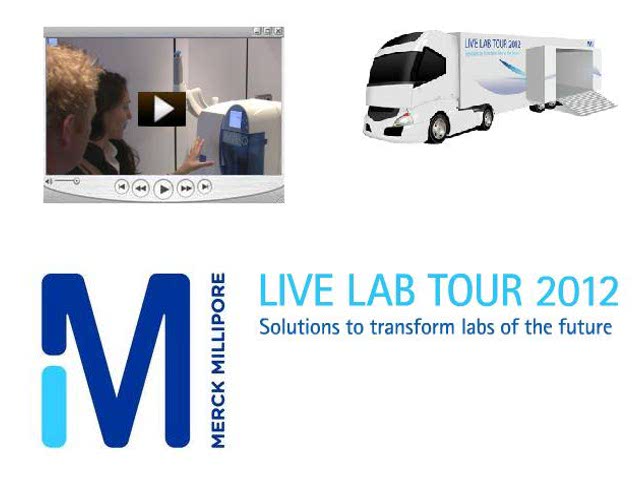 LIVE LAB TOUR 2012
MERCK MILLIPORE
LIVE LAB TOUR 2012
Solutions to transform labs of the future